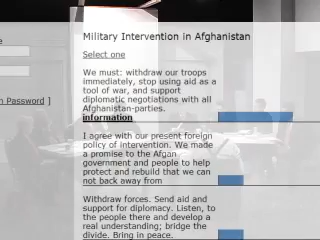 Military Intervention in Afghanistan
e
Select one
We must: withdraw our troops
immediately, stop using aid as a
tool of war, and support
n Password ]
diplomatic negotiations with all
Afghanistan-parties.
information
I agree with our present foreign
policy of intervention. We made
a promise to the Afgan
government and people to help
protect and rebuild that we can
not back away from
Withdraw forces. Send aid and
support for diplomacy. Listen, to
the people there and develop a
real understanding; bridge the
divide. Bring in peace.